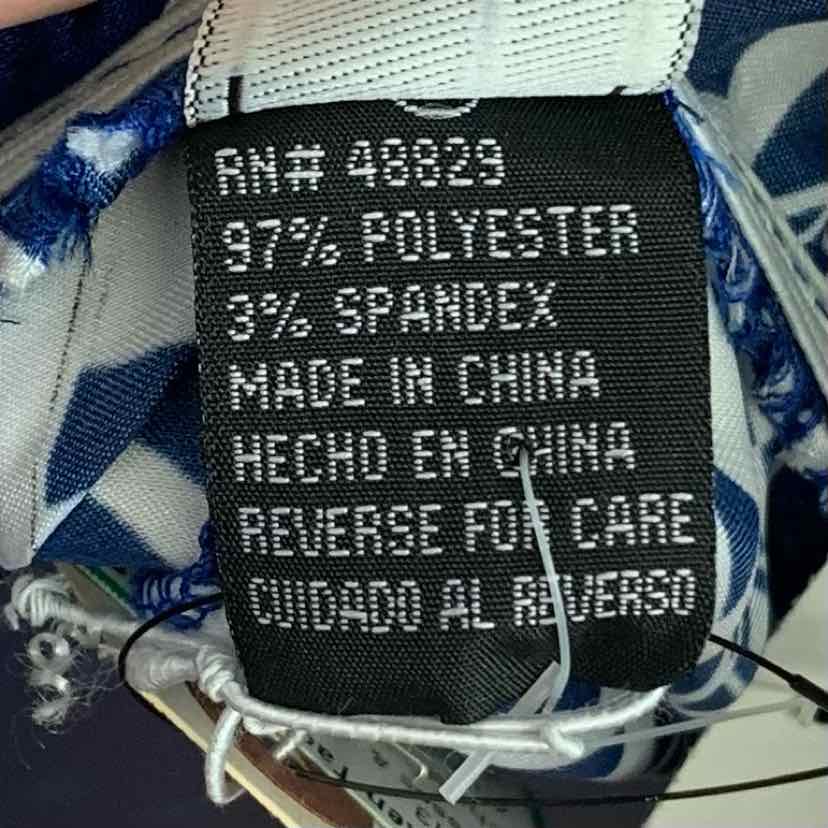 RN# 48829
97% POLYESTER
3% SPANDEX
MADE IN CHINA
HECHO EN CHINA
REVERSE FOR CARE
CUIDADO AL REVERSO